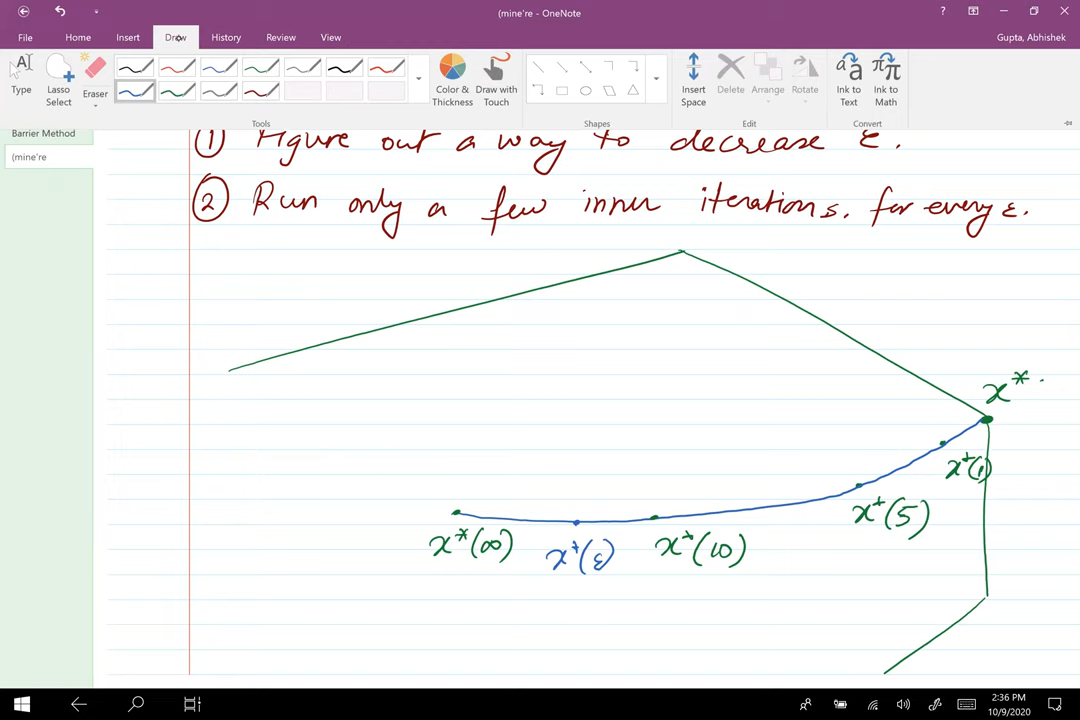 (mine're - OneNote
?
File Home Insert Draw History Review View
Gupta, Abhishek
Type
Lasso Select
Eraser
Color & Thickness
Draw with Touch
Insert Space
Delete
Arrange
Rotate
Ink to Text
Ink to Math
Tools
Shapes
Edit
Convert
Barrier Method
(mine're
① Figure out a way to decrease ε.
② Run only a few inner iterations, for every ε.
x*
x*(1)
x*(5)
x*(∞)
x*(ε)
x*(10)
2:36 PM
10/9/2020